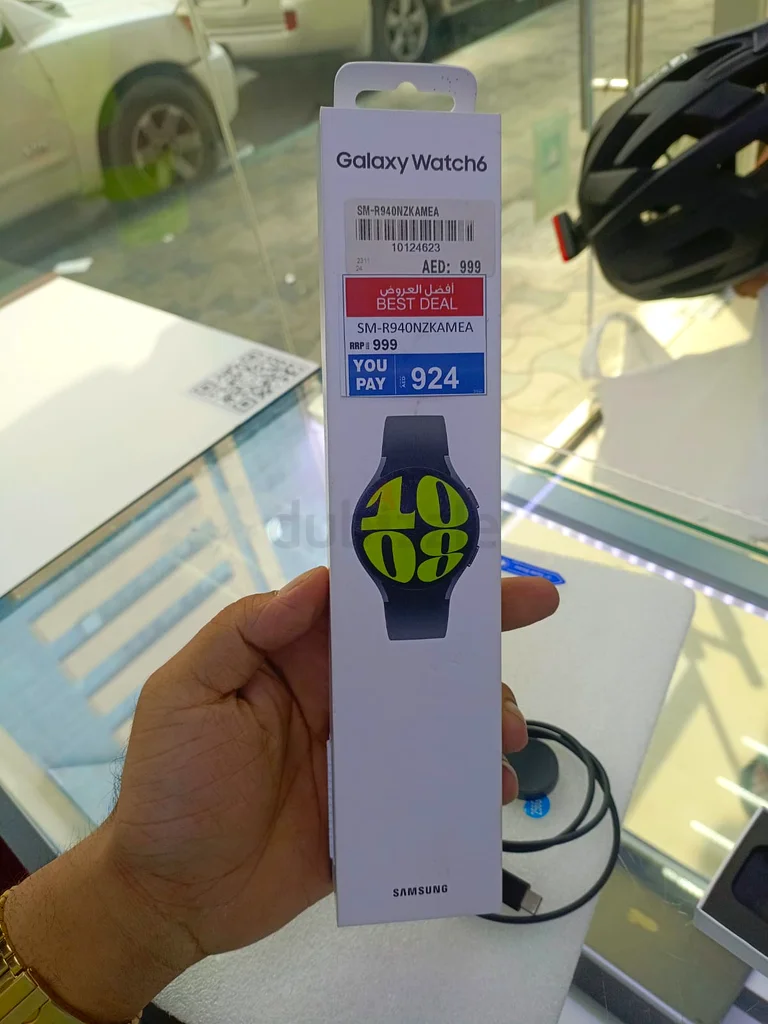 Galaxy Watch6
SM-R940NZKAMEA
10124623
AED: 999
أفضل العروض
BEST DEAL
SM-R940NZKAMEA
RRP 999
YOU PAY AED 924
10
08
SAMSUNG